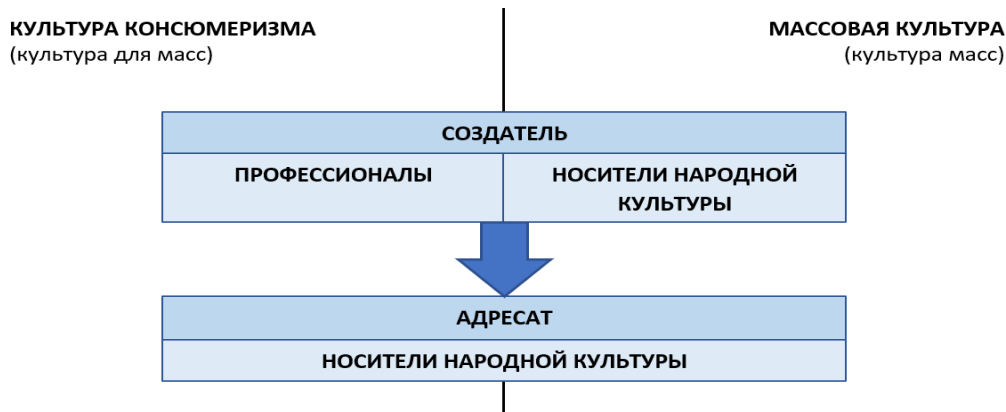 КУЛЬТУРА КОНСЮМЕРИЗМА
(культура для масс)
МАССОВАЯ КУЛЬТУРА
(культура масс)
СОЗДАТЕЛЬ
ПРОФЕССИОНАЛЫ
НОСИТЕЛИ НАРОДНОЙ
КУЛЬТУРЫ
АДРЕСАТ
НОСИТЕЛИ НАРОДНОЙ КУЛЬТУРЫ